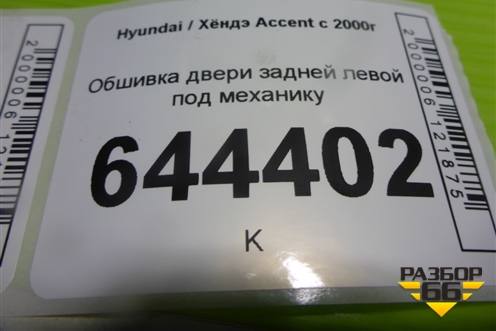 Hyundai / Хёндэ Accent с 2000г
Обшивка двери задней левой
под механику
644402
К
2000006121875
РАЗБОР
66